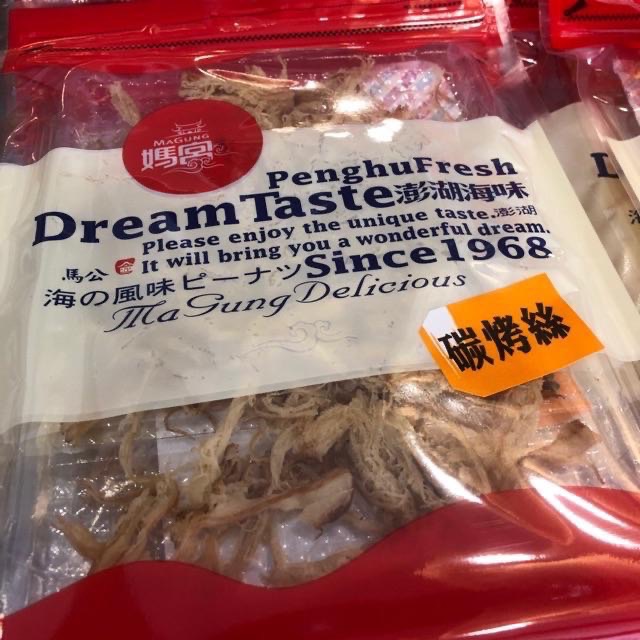 MAGUNG
媽宮
PenghuFresh
DreamTaste澎湖海味
Please enjoy the unique taste.澎湖
It will bring you a wonderful dream.
馬公
海の風味ピーナツSince1968
MaGung Delicious
碳烤絲